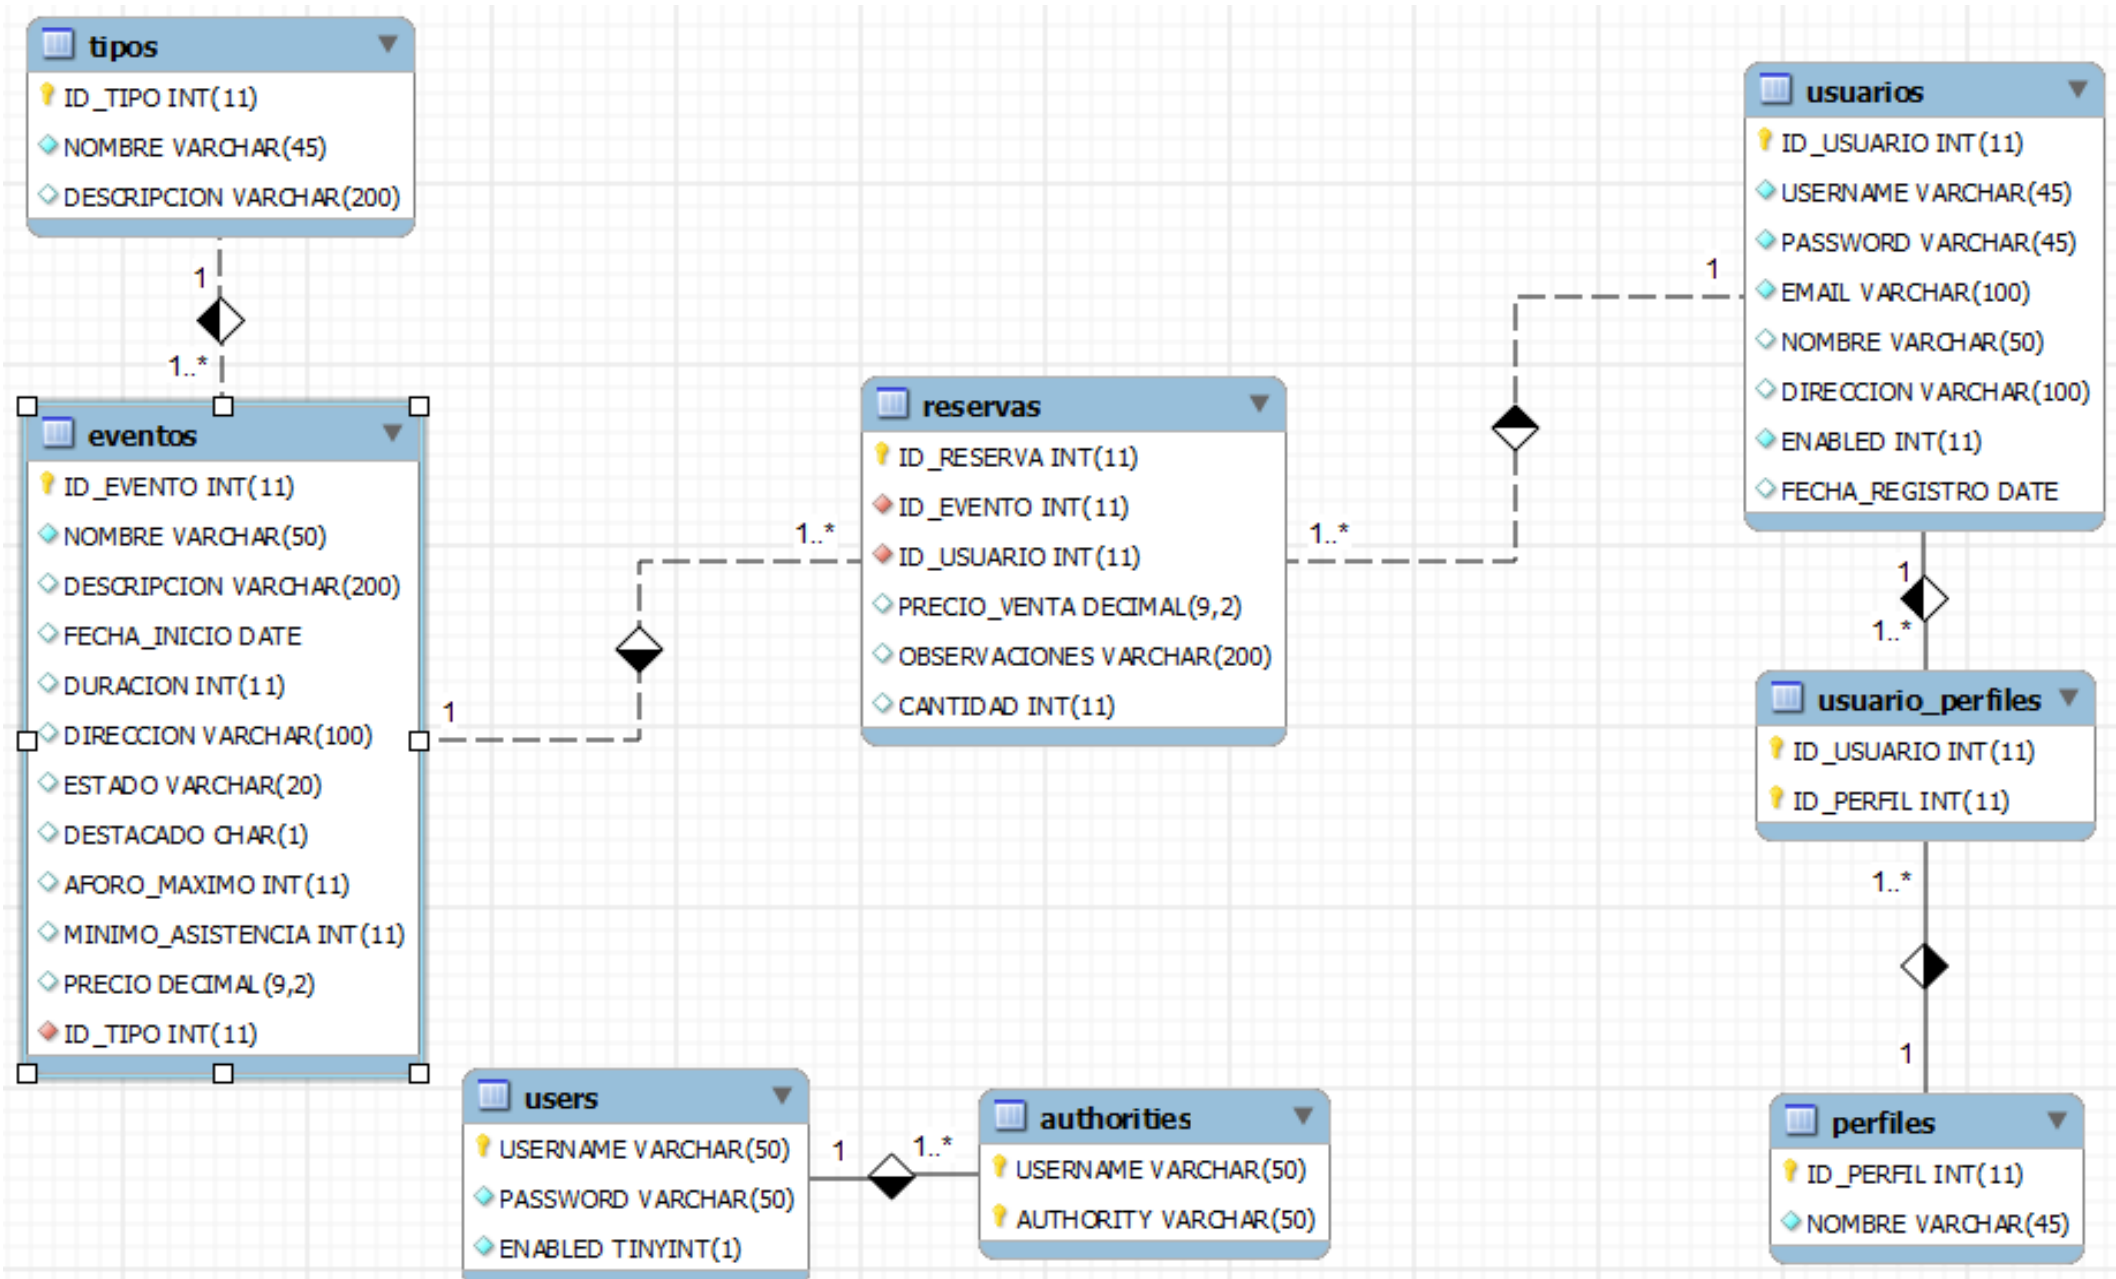 tipos
ID_TIPO INT(11)
NOMBRE VARCHAR(45)
DESCRIPCION VARCHAR(200)
1
1..*
eventos
ID_EVENTO INT(11)
NOMBRE VARCHAR(50)
DESCRIPCION VARCHAR(200)
FECHA_INICIO DATE
DURACION INT(11)
DIRECCION VARCHAR(100)
ESTADO VARCHAR(20)
DESTACADO CHAR(1)
AFORO_MAXIMO INT(11)
MINIMO_ASISTENCIA INT(11)
PRECIO DECIMAL(9,2)
ID_TIPO INT(11)
1
1..*
reservas
ID_RESERVA INT(11)
ID_EVENTO INT(11)
ID_USUARIO INT(11)
PRECIO_VENTA DECIMAL(9,2)
OBSERVACIONES VARCHAR(200)
CANTIDAD INT(11)
1..*
1
usuarios
ID_USUARIO INT(11)
USERNAME VARCHAR(45)
PASSWORD VARCHAR(45)
EMAIL VARCHAR(100)
NOMBRE VARCHAR(50)
DIRECCION VARCHAR(100)
ENABLED INT(11)
FECHA_REGISTRO DATE
1
1..*
usuario_perfiles
ID_USUARIO INT(11)
ID_PERFIL INT(11)
1..*
1
perfiles
ID_PERFIL INT(11)
NOMBRE VARCHAR(45)
users
USERNAME VARCHAR(50)
PASSWORD VARCHAR(50)
ENABLED TINYINT(1)
1
1..*
authorities
USERNAME VARCHAR(50)
AUTHORITY VARCHAR(50)